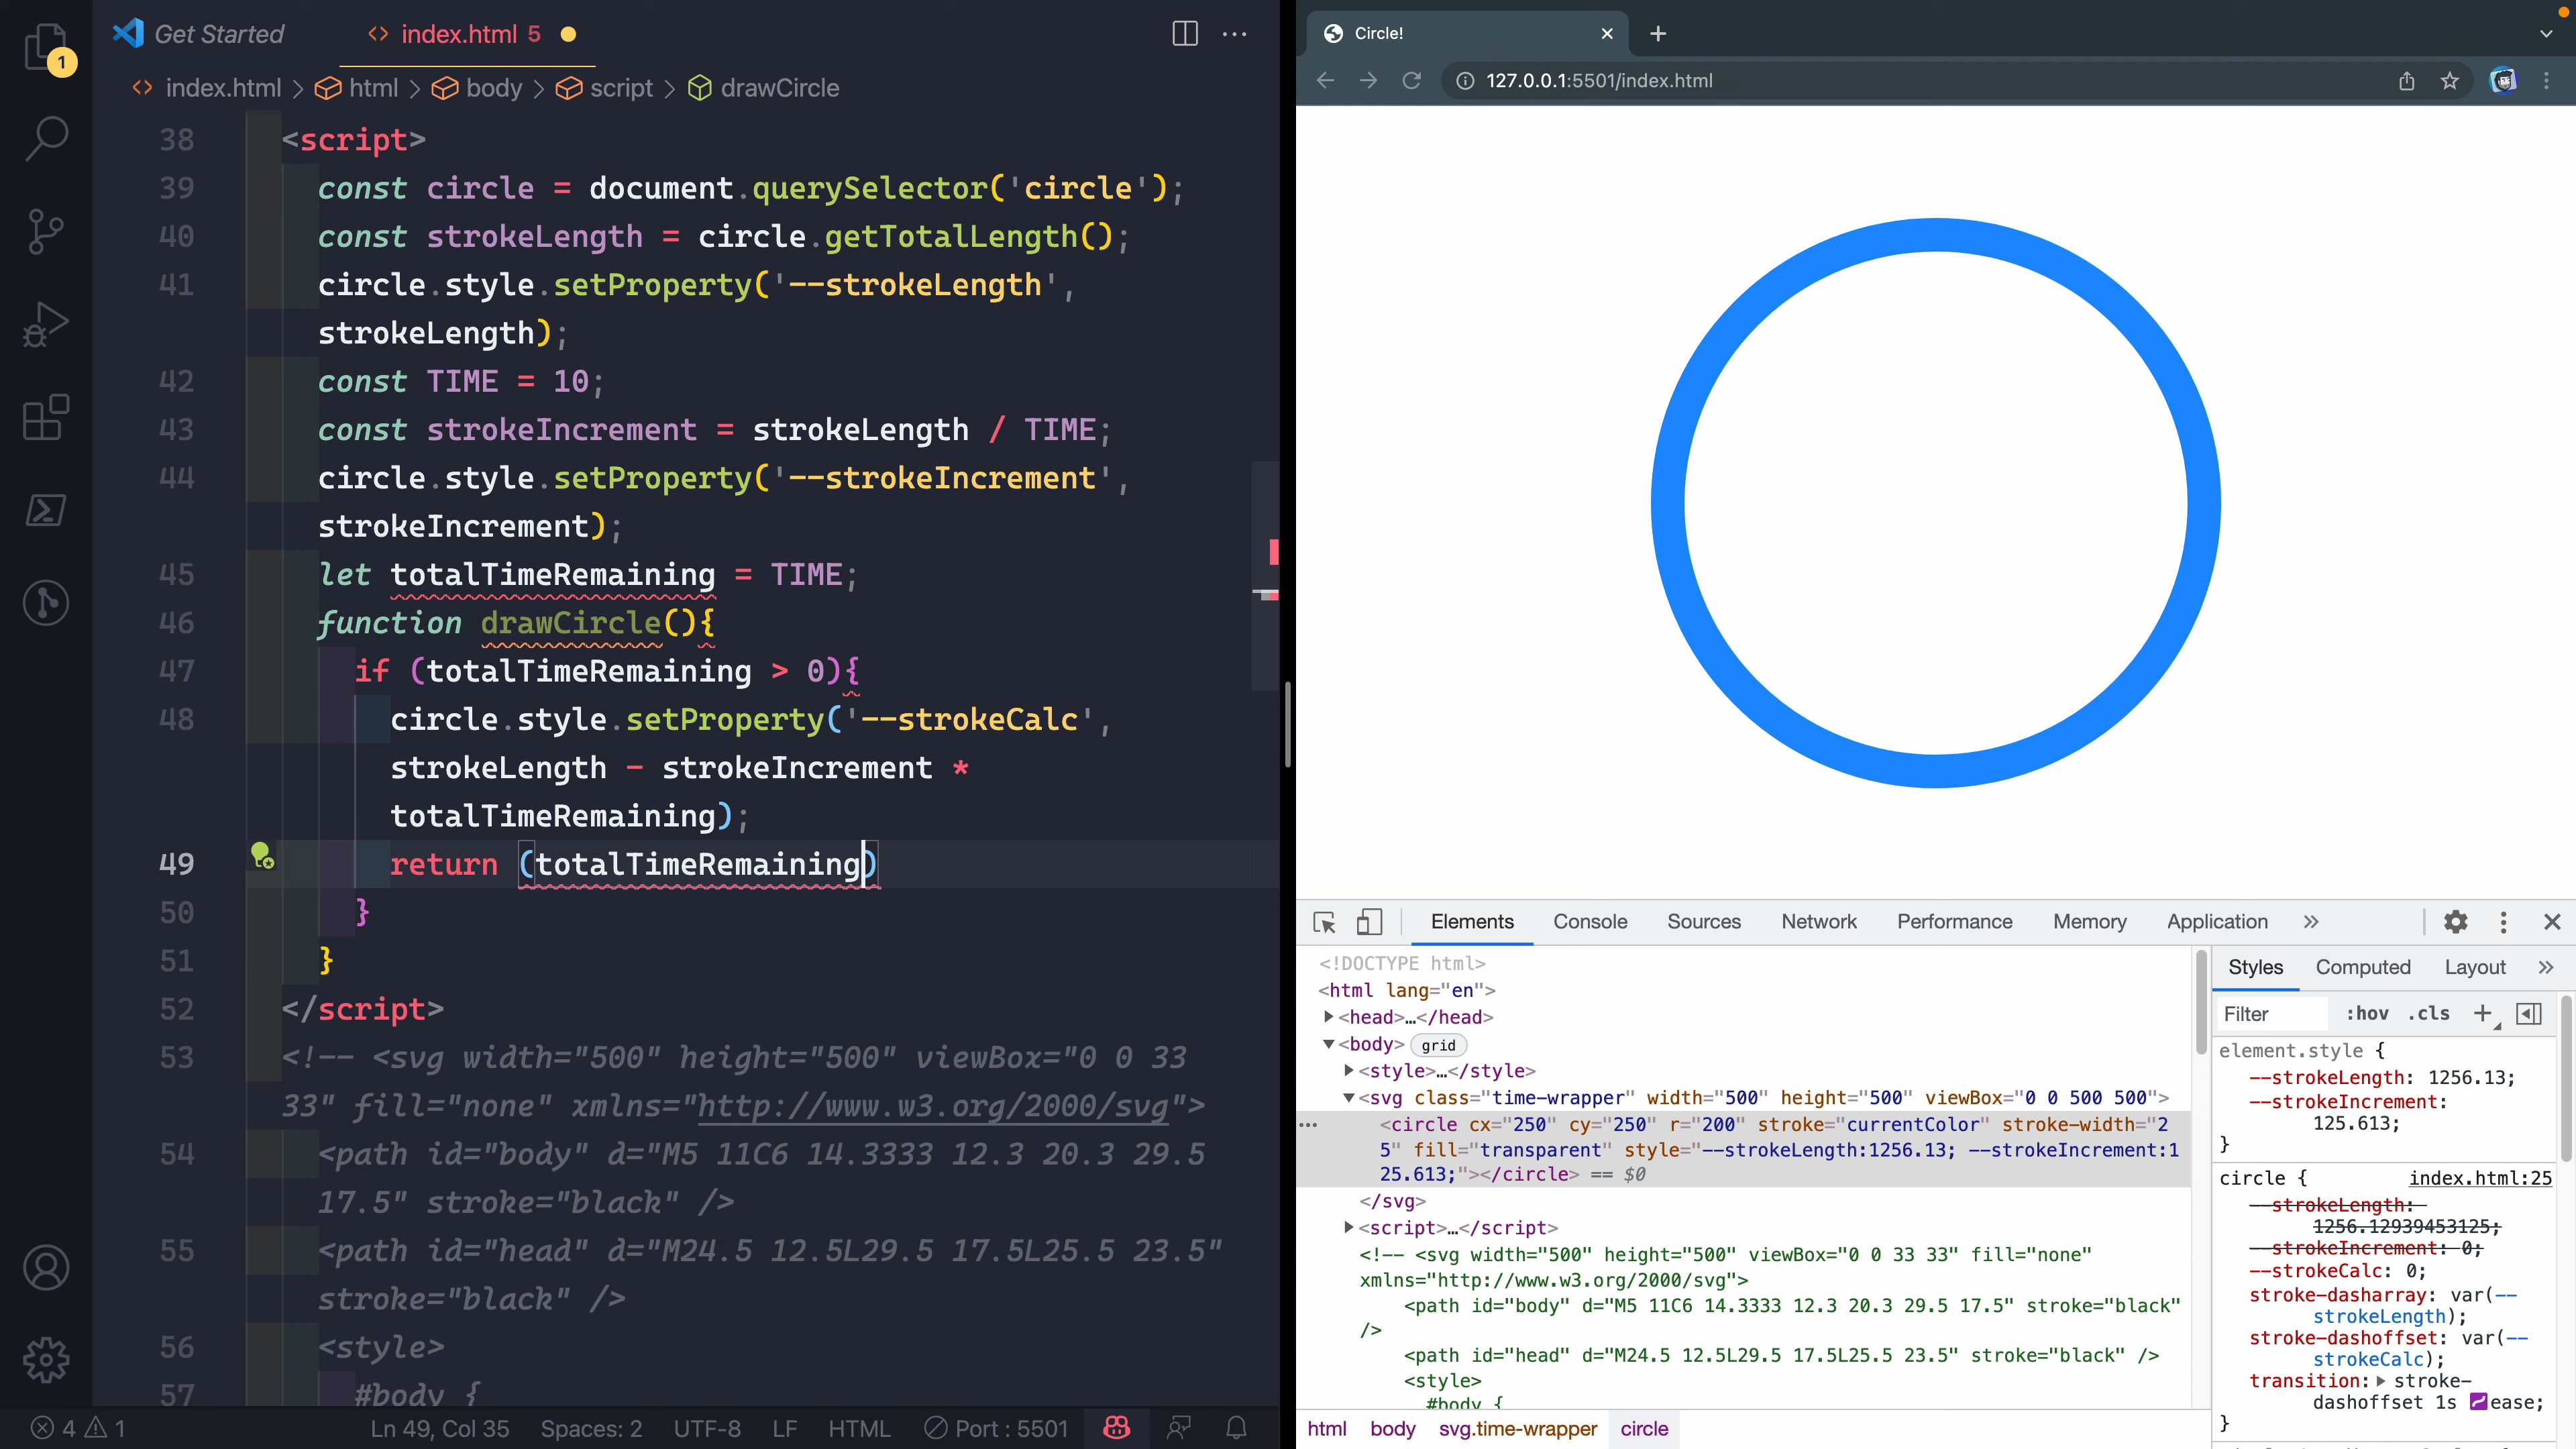 1
Get Started
<> index.html 5
index.html > html > body > script > drawCircle
38 <script>
39 const circle = document.querySelector('circle');
40 const strokeLength = circle.getTotalLength();
41 circle.style.setProperty('--strokeLength',
strokeLength);
42 const TIME = 10;
43 const strokeIncrement = strokeLength / TIME;
44 circle.style.setProperty('--strokeIncrement',
strokeIncrement);
45 let totalTimeRemaining = TIME;
46 function drawCircle(){
47 if (totalTimeRemaining > 0){
48 circle.style.setProperty('--strokeCalc',
strokeLength - strokeIncrement *
totalTimeRemaining);
49 return (totalTimeRemaining)
50 }
51 }
52 </script>
53 <!-- <svg width="500" height="500" viewBox="0 0 33
33" fill="none" xmlns="http://www.w3.org/2000/svg">
54 <path id="body" d="M5 11C6 14.3333 12.3 20.3 29.5
17.5" stroke="black" />
55 <path id="head" d="M24.5 12.5L29.5 17.5L25.5 23.5"
stroke="black" />
56 <style>
57 #body {
4 1 Ln 49, Col 35 Spaces: 2 UTF-8 LF HTML Port : 5501
Circle!
127.0.0.1:5501/index.html
Elements Console Sources Network Performance Memory Application
<!DOCTYPE html>
<html lang="en">
<head>…</head>
<body> grid
<style>…</style>
<svg class="time-wrapper" width="500" height="500" viewBox="0 0 500 500">
<circle cx="250" cy="250" r="200" stroke="currentColor" stroke-width="2
5" fill="transparent" style="--strokeLength:1256.13; --strokeIncrement:1
25.613;"></circle> == $0
</svg>
<script>…</script>
<!-- <svg width="500" height="500" viewBox="0 0 33 33" fill="none"
xmlns="http://www.w3.org/2000/svg">
<path id="body" d="M5 11C6 14.3333 12.3 20.3 29.5 17.5" stroke="black"
/>
<path id="head" d="M24.5 12.5L29.5 17.5L25.5 23.5" stroke="black" />
<style>
#body {
html body svg.time-wrapper circle
Styles Computed Layout
Filter :hov .cls
element.style {
--strokeLength: 1256.13;
--strokeIncrement:
125.613;
}
circle { index.html:25
--strokeLength:
1256.12939453125;
--strokeIncrement: 0;
--strokeCalc: 0;
stroke-dasharray: var(--
strokeLength);
stroke-dashoffset: var(--
strokeCalc);
transition: stroke-
dashoffset 1s ease;
}